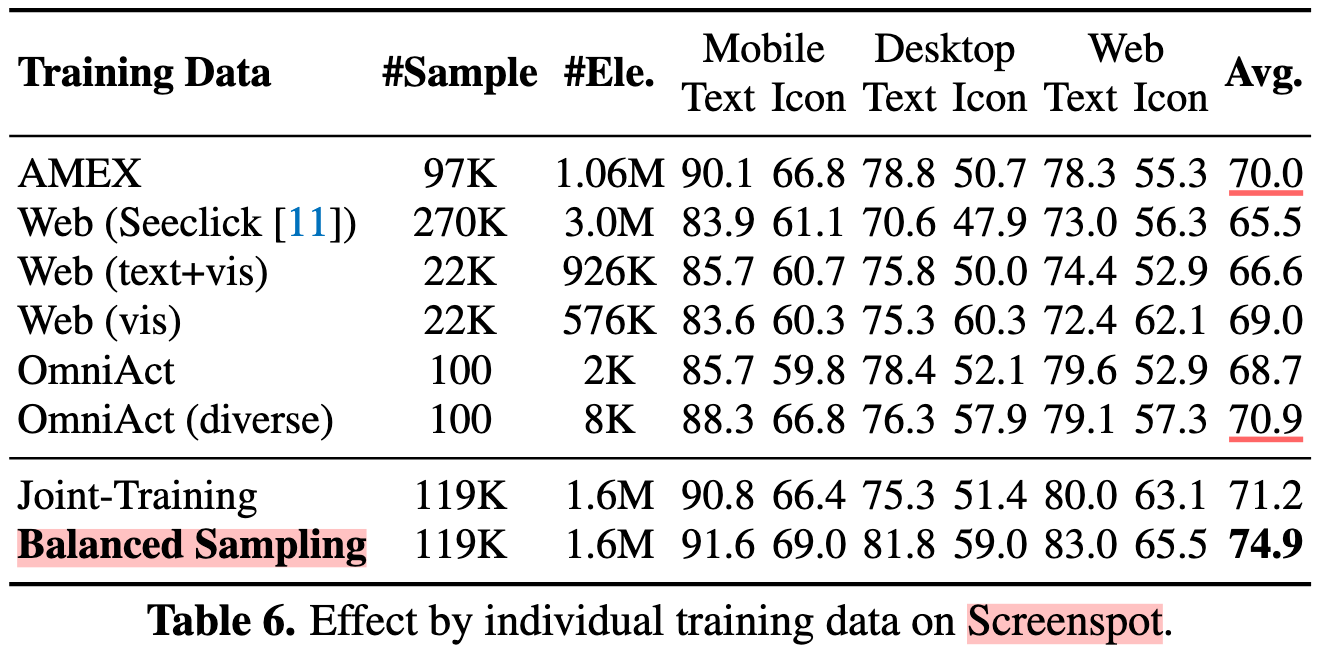 Training Data #Sample #Ele. Mobile Desktop Web Avg.
Text Icon Text Icon Text Icon
AMEX 97K 1.06M 90.1 66.8 78.8 50.7 78.3 55.3 70.0
Web (Seeclick [11]) 270K 3.0M 83.9 61.1 70.6 47.9 73.0 56.3 65.5
Web (text+vis) 22K 926K 85.7 60.7 75.8 50.0 74.4 52.9 66.6
Web (vis) 22K 576K 83.6 60.3 75.3 60.3 72.4 62.1 69.0
OmniAct 100 2K 85.7 59.8 78.4 52.1 79.6 52.9 68.7
OmniAct (diverse) 100 8K 88.3 66.8 76.3 57.9 79.1 57.3 70.9
Joint-Training 119K 1.6M 90.8 66.4 75.3 51.4 80.0 63.1 71.2
Balanced Sampling 119K 1.6M 91.6 69.0 81.8 59.0 83.0 65.5 74.9
Table 6. Effect by individual training data on Screenspot.